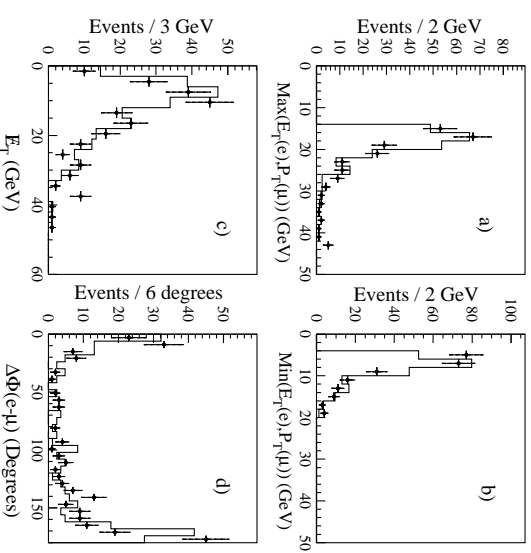 Events / 3 GeV
0 10 20 30 40 50
0 20 40 60
E̸_T (GeV)
c)
Events / 2 GeV
0 10 20 30 40 50 60 70 80
0 10 20 30 40 50
Max(E_T(e),P_T(μ)) (GeV)
a)
Events / 6 degrees
0 10 20 30 40 50
0 50 100 150
ΔΦ(e-μ) (Degrees)
d)
Events / 2 GeV
0 20 40 60 80 100
0 10 20 30 40 50
Min(E_T(e),P_T(μ)) (GeV)
b)